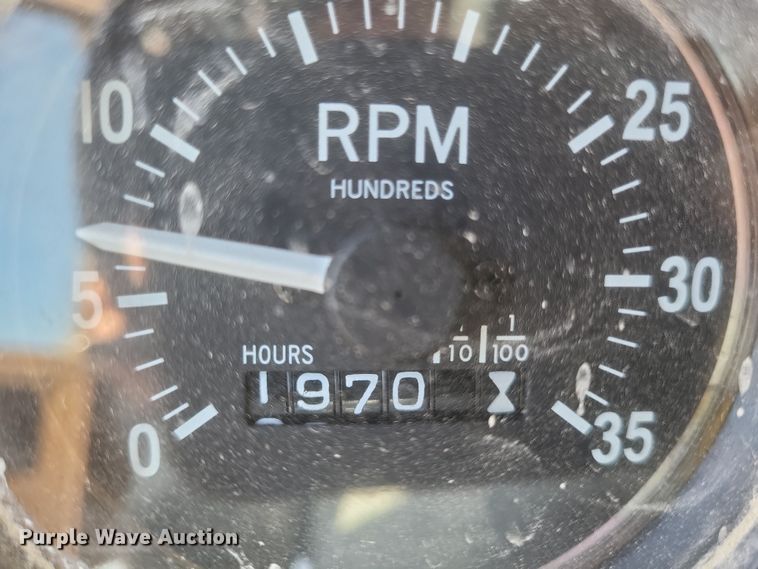 10
25
RPM
HUNDREDS
5
30
HOURS
1/10 1/100
1970
0
35
Purple Wave Auction